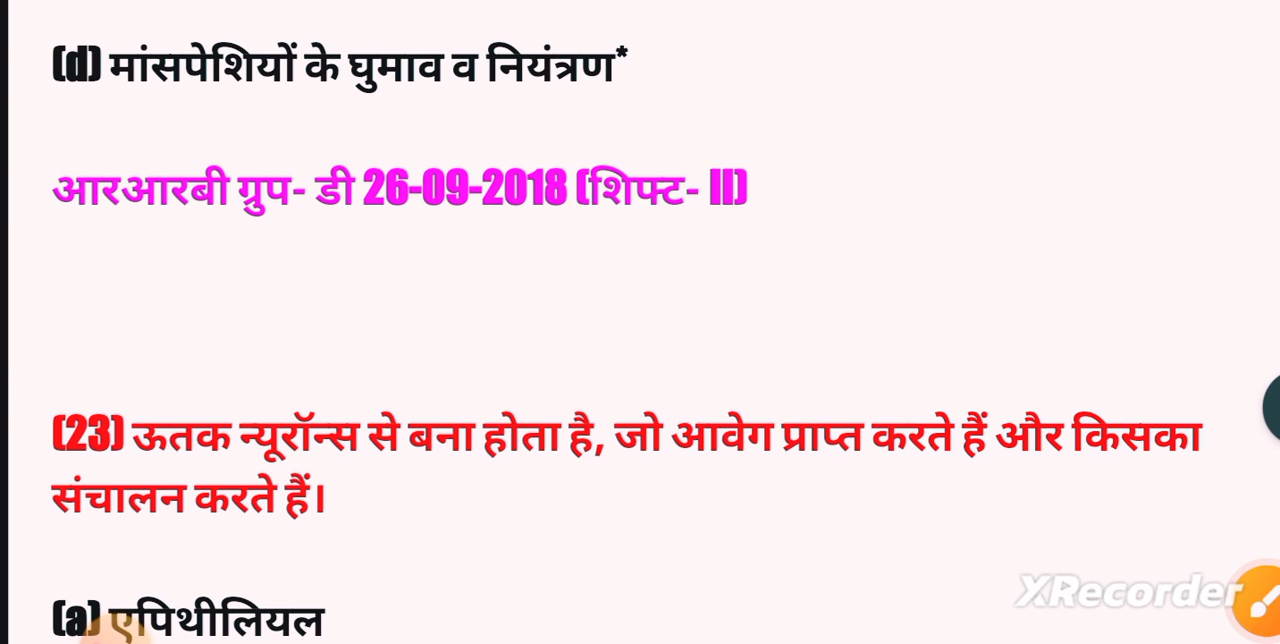 (d) मांसपेशियों के घुमाव व नियंत्रण*
आरआरबी ग्रुप- डी 26-09-2018 (शिफ्ट- II)
(23) ऊतक न्यूरॉन्स से बना होता है, जो आवेग प्राप्त करते हैं और किसका
संचालन करते हैं।
XRecorder
(a) एपिथीलियल